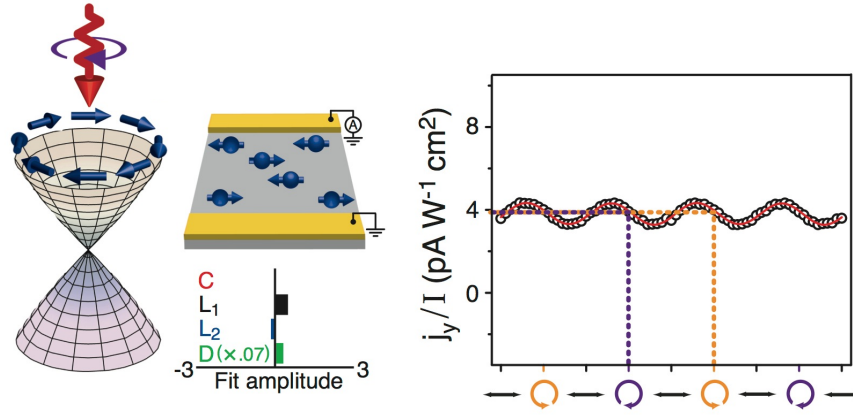 A
C
L1
L2
D (×.07)
-3
3
Fit amplitude
jy / I (pA W-1 cm2)
8
4
0